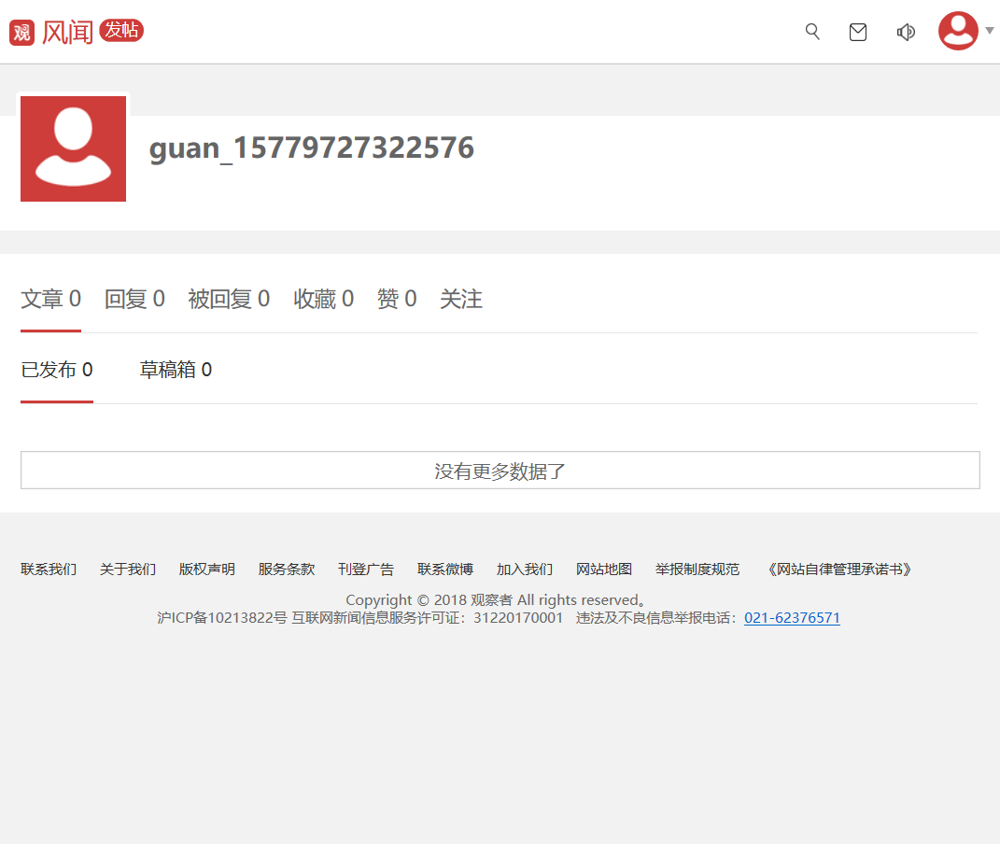 观 风闻 发帖
guan_15779727322576
文章 0 回复 0 被回复 0 收藏 0 赞 0 关注
已发布 0 草稿箱 0
没有更多数据了
联系我们 关于我们 版权声明 服务条款 刊登广告 联系微博 加入我们 网站地图 举报制度规范 《网站自律管理承诺书》
Copyright © 2018 观察者 All rights reserved。
沪ICP备10213822号 互联网新闻信息服务许可证：31220170001 违法及不良信息举报电话：021-62376571